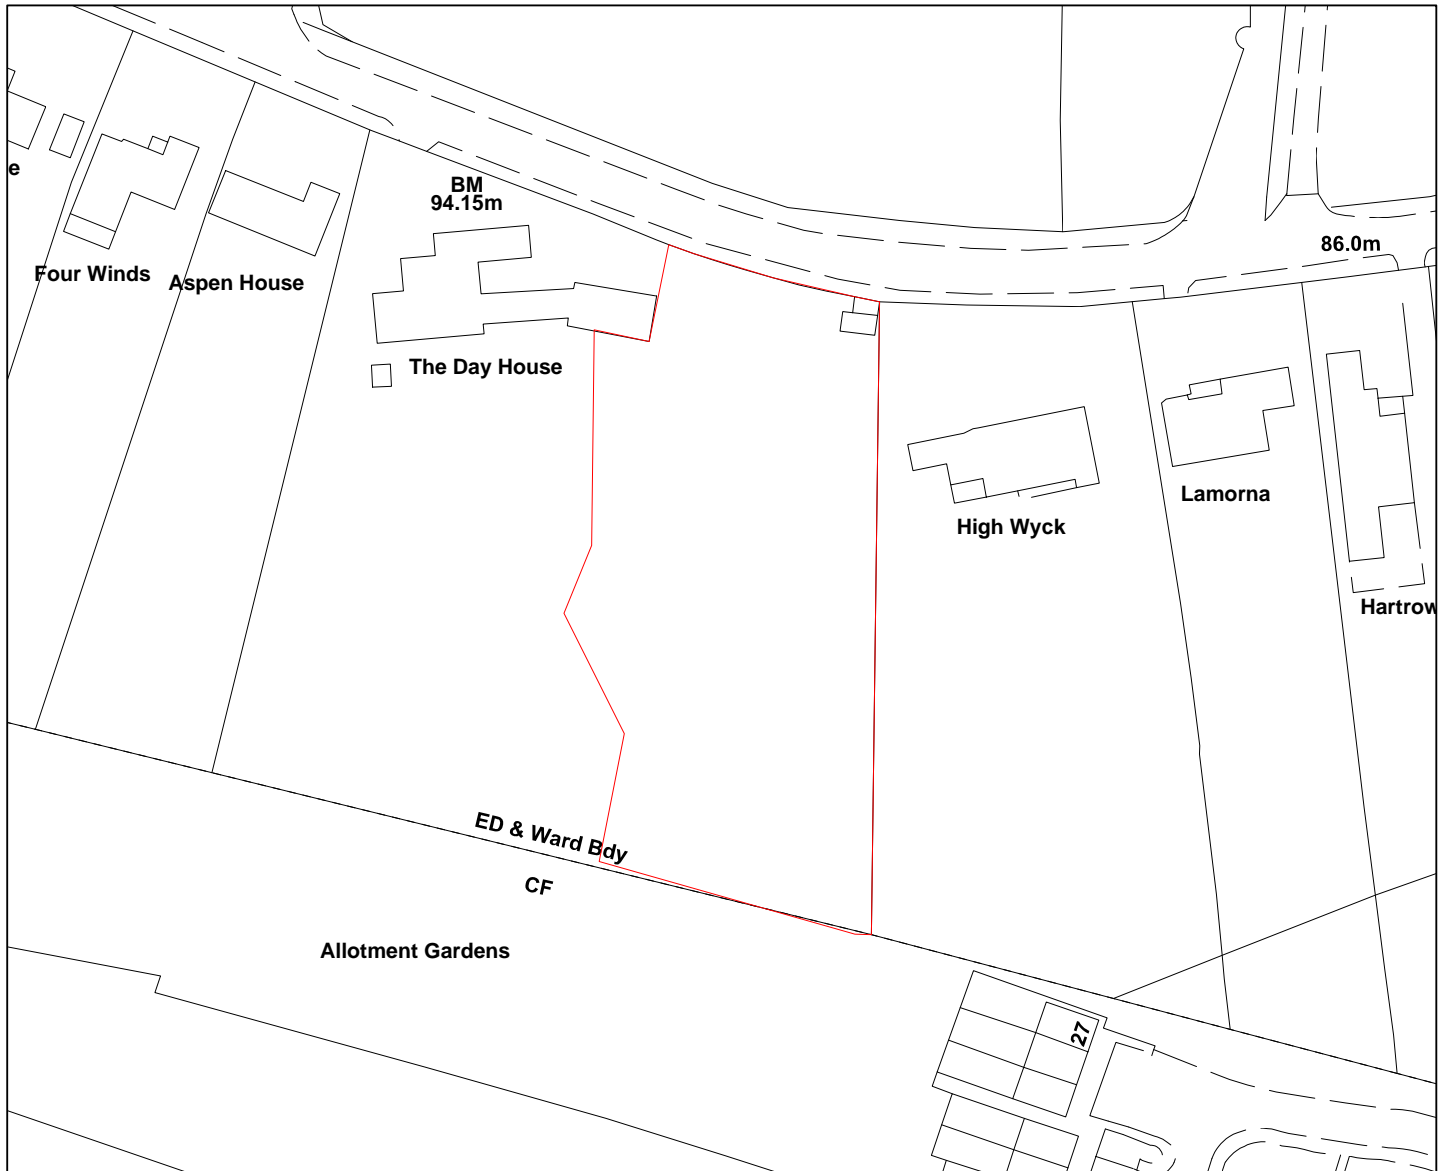 e
BM
94.15m
86.0m
Four Winds
Aspen House
The Day House
Lamorna
High Wyck
Hartrow
ED & Ward Bdy
CF
Allotment Gardens
27